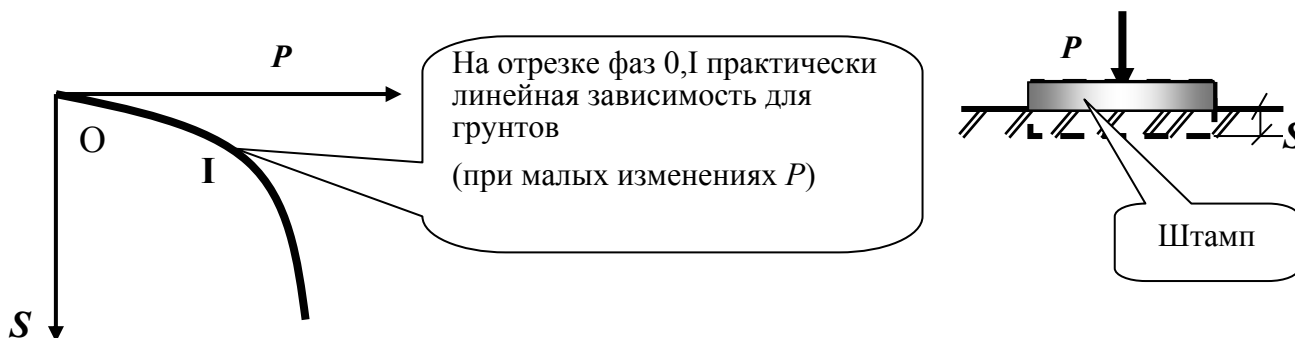 P
O
I
S
На отрезке фаз 0,I практически
линейная зависимость для
грунтов
(при малых изменениях P)
P
S
Штамп